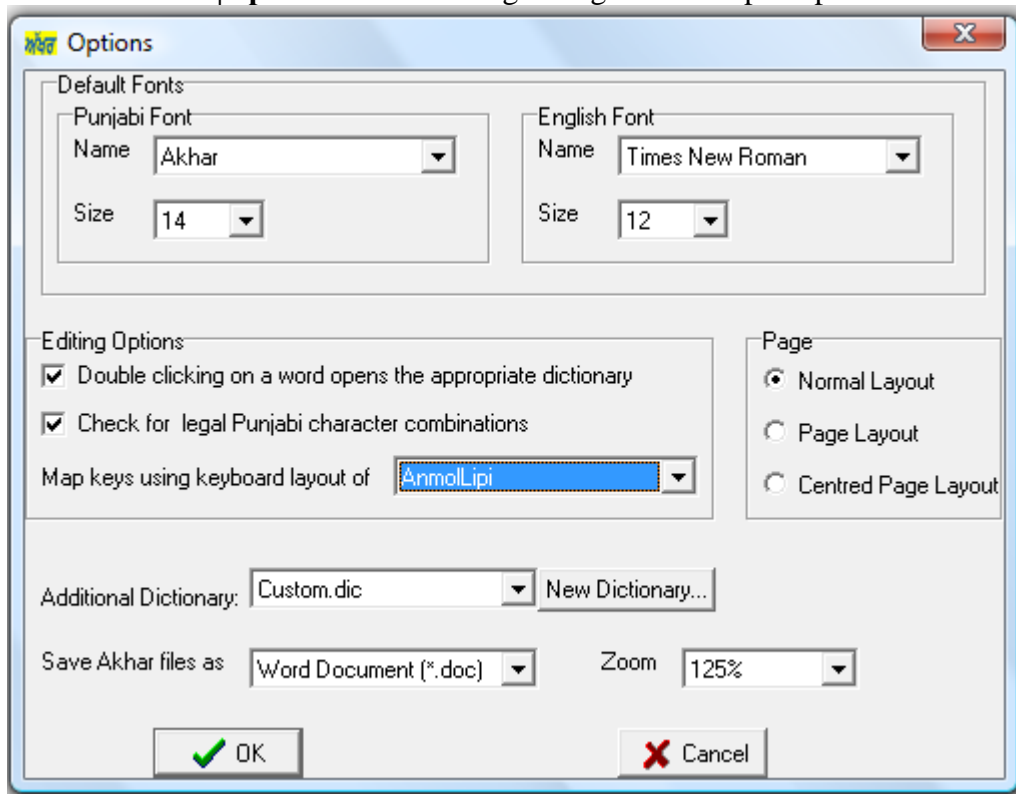 ਅੱਖਰ Options
Default Fonts
Punjabi Font
Name Akhar
Size 14
English Font
Name Times New Roman
Size 12
Editing Options
Double clicking on a word opens the appropriate dictionary
Check for legal Punjabi character combinations
Map keys using keyboard layout of AnmolLipi
Page
Normal Layout
Page Layout
Centred Page Layout
Additional Dictionary: Custom.dic New Dictionary...
Save Akhar files as Word Document (*.doc) Zoom 125%
OK Cancel